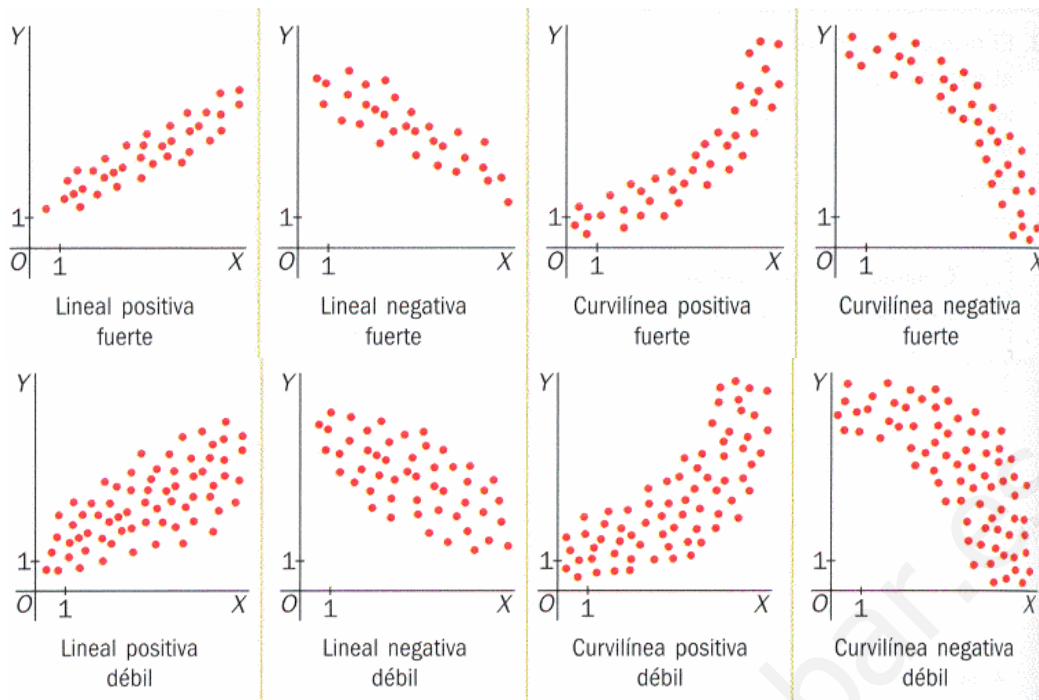 Y
1
O
1
X
Lineal positiva
fuerte
Y
1
O
1
X
Lineal negativa
fuerte
Y
1
O
1
X
Curvilínea positiva
fuerte
Y
1
O
1
X
Curvilínea negativa
fuerte
Y
1
O
1
X
Lineal positiva
débil
Y
1
O
1
X
Lineal negativa
débil
Y
1
O
1
X
Curvilínea positiva
débil
Y
1
O
1
X
Curvilínea negativa
débil
bar.es